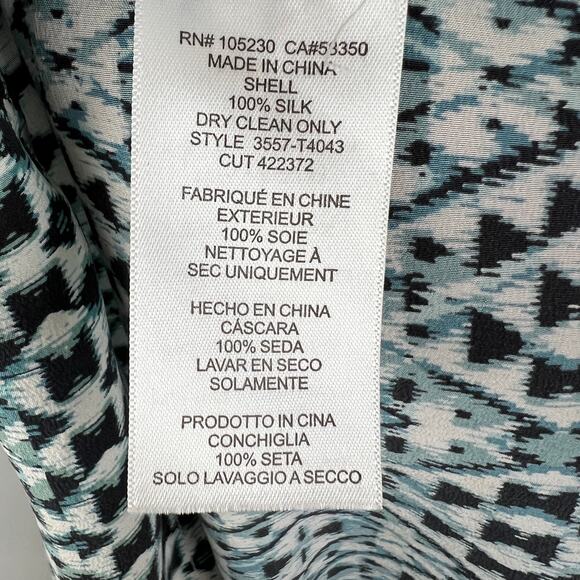 RN# 105230 CA#53350
MADE IN CHINA
SHELL
100% SILK
DRY CLEAN ONLY
STYLE 3557-T4043
CUT 422372
FABRIQUÉ EN CHINE
EXTERIEUR
100% SOIE
NETTOYAGE À
SEC UNIQUEMENT
HECHO EN CHINA
CÁSCARA
100% SEDA
LAVAR EN SECO
SOLAMENTE
PRODOTTO IN CINA
CONCHIGLIA
100% SETA
SOLO LAVAGGIO A SECCO